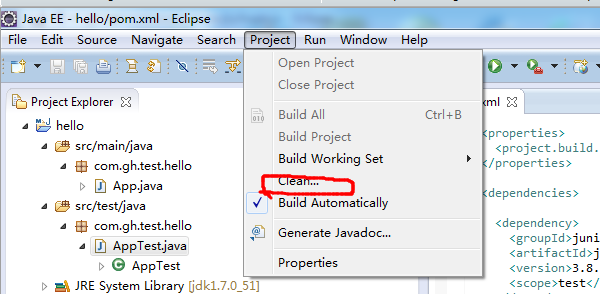 Java EE - hello/pom.xml - Eclipse
File Edit Source Navigate Search Project Run Window Help
Project Explorer
hello
src/main/java
com.gh.test.hello
App.java
src/test/java
com.gh.test.hello
AppTest.java
AppTest
JRE System Library [jdk1.7.0_51]
Open Project
Close Project
Build All Ctrl+B
Build Project
Build Working Set
Clean...
Build Automatically
Generate Javadoc...
Properties
xml
<properties>
<project.build.
</properties>
<dependencies>
<dependency>
<groupId>juni
<artifactId>j
<version>3.8.
<scope>test</